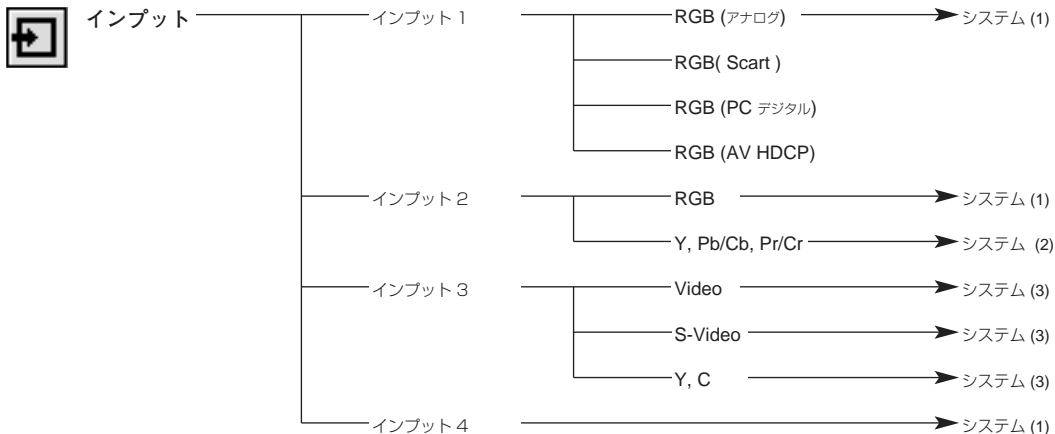 インプット インプット 1 RGB (アナログ) システム (1)
RGB( Scart )
RGB (PC デジタル)
RGB (AV HDCP)
インプット 2 RGB システム (1)
Y, Pb/Cb, Pr/Cr システム (2)
インプット 3 Video システム (3)
S-Video システム (3)
Y, C システム (3)
インプット 4 システム (1)